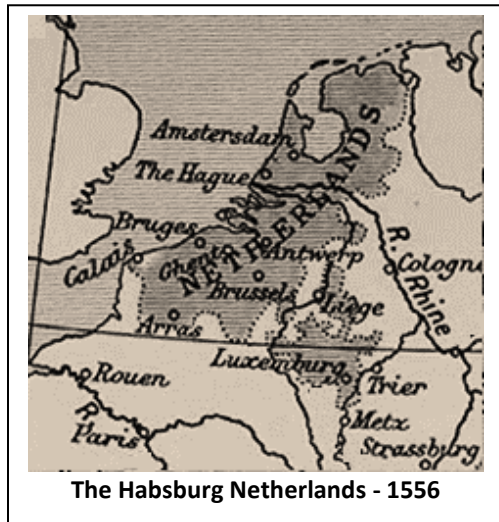 Amsterdam
The Hague
NETHERLANDS
Bruges
Calais
Ghent
Antwerp
Brussels
R. Rhine
Cologne
Liège
Arras
Luxemburg
Rouen
Trier
R.
Paris
Metz
Strassburg
The Habsburg Netherlands - 1556